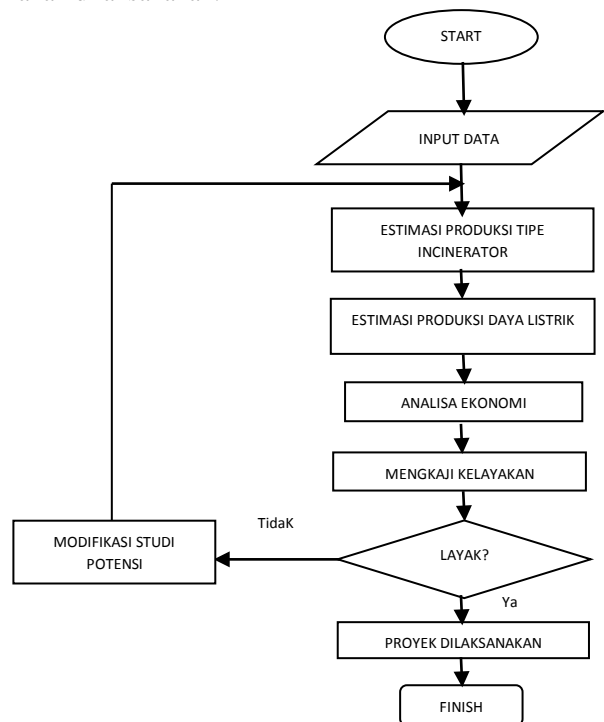 START
INPUT DATA
ESTIMASI PRODUKSI TIPE
INCINERATOR
ESTIMASI PRODUKSI DAYA LISTRIK
ANALISA EKONOMI
MENGKAJI KELAYAKAN
TidaK
MODIFIKASI STUDI
POTENSI
LAYAK?
Ya
PROYEK DILAKSANAKAN
FINISH